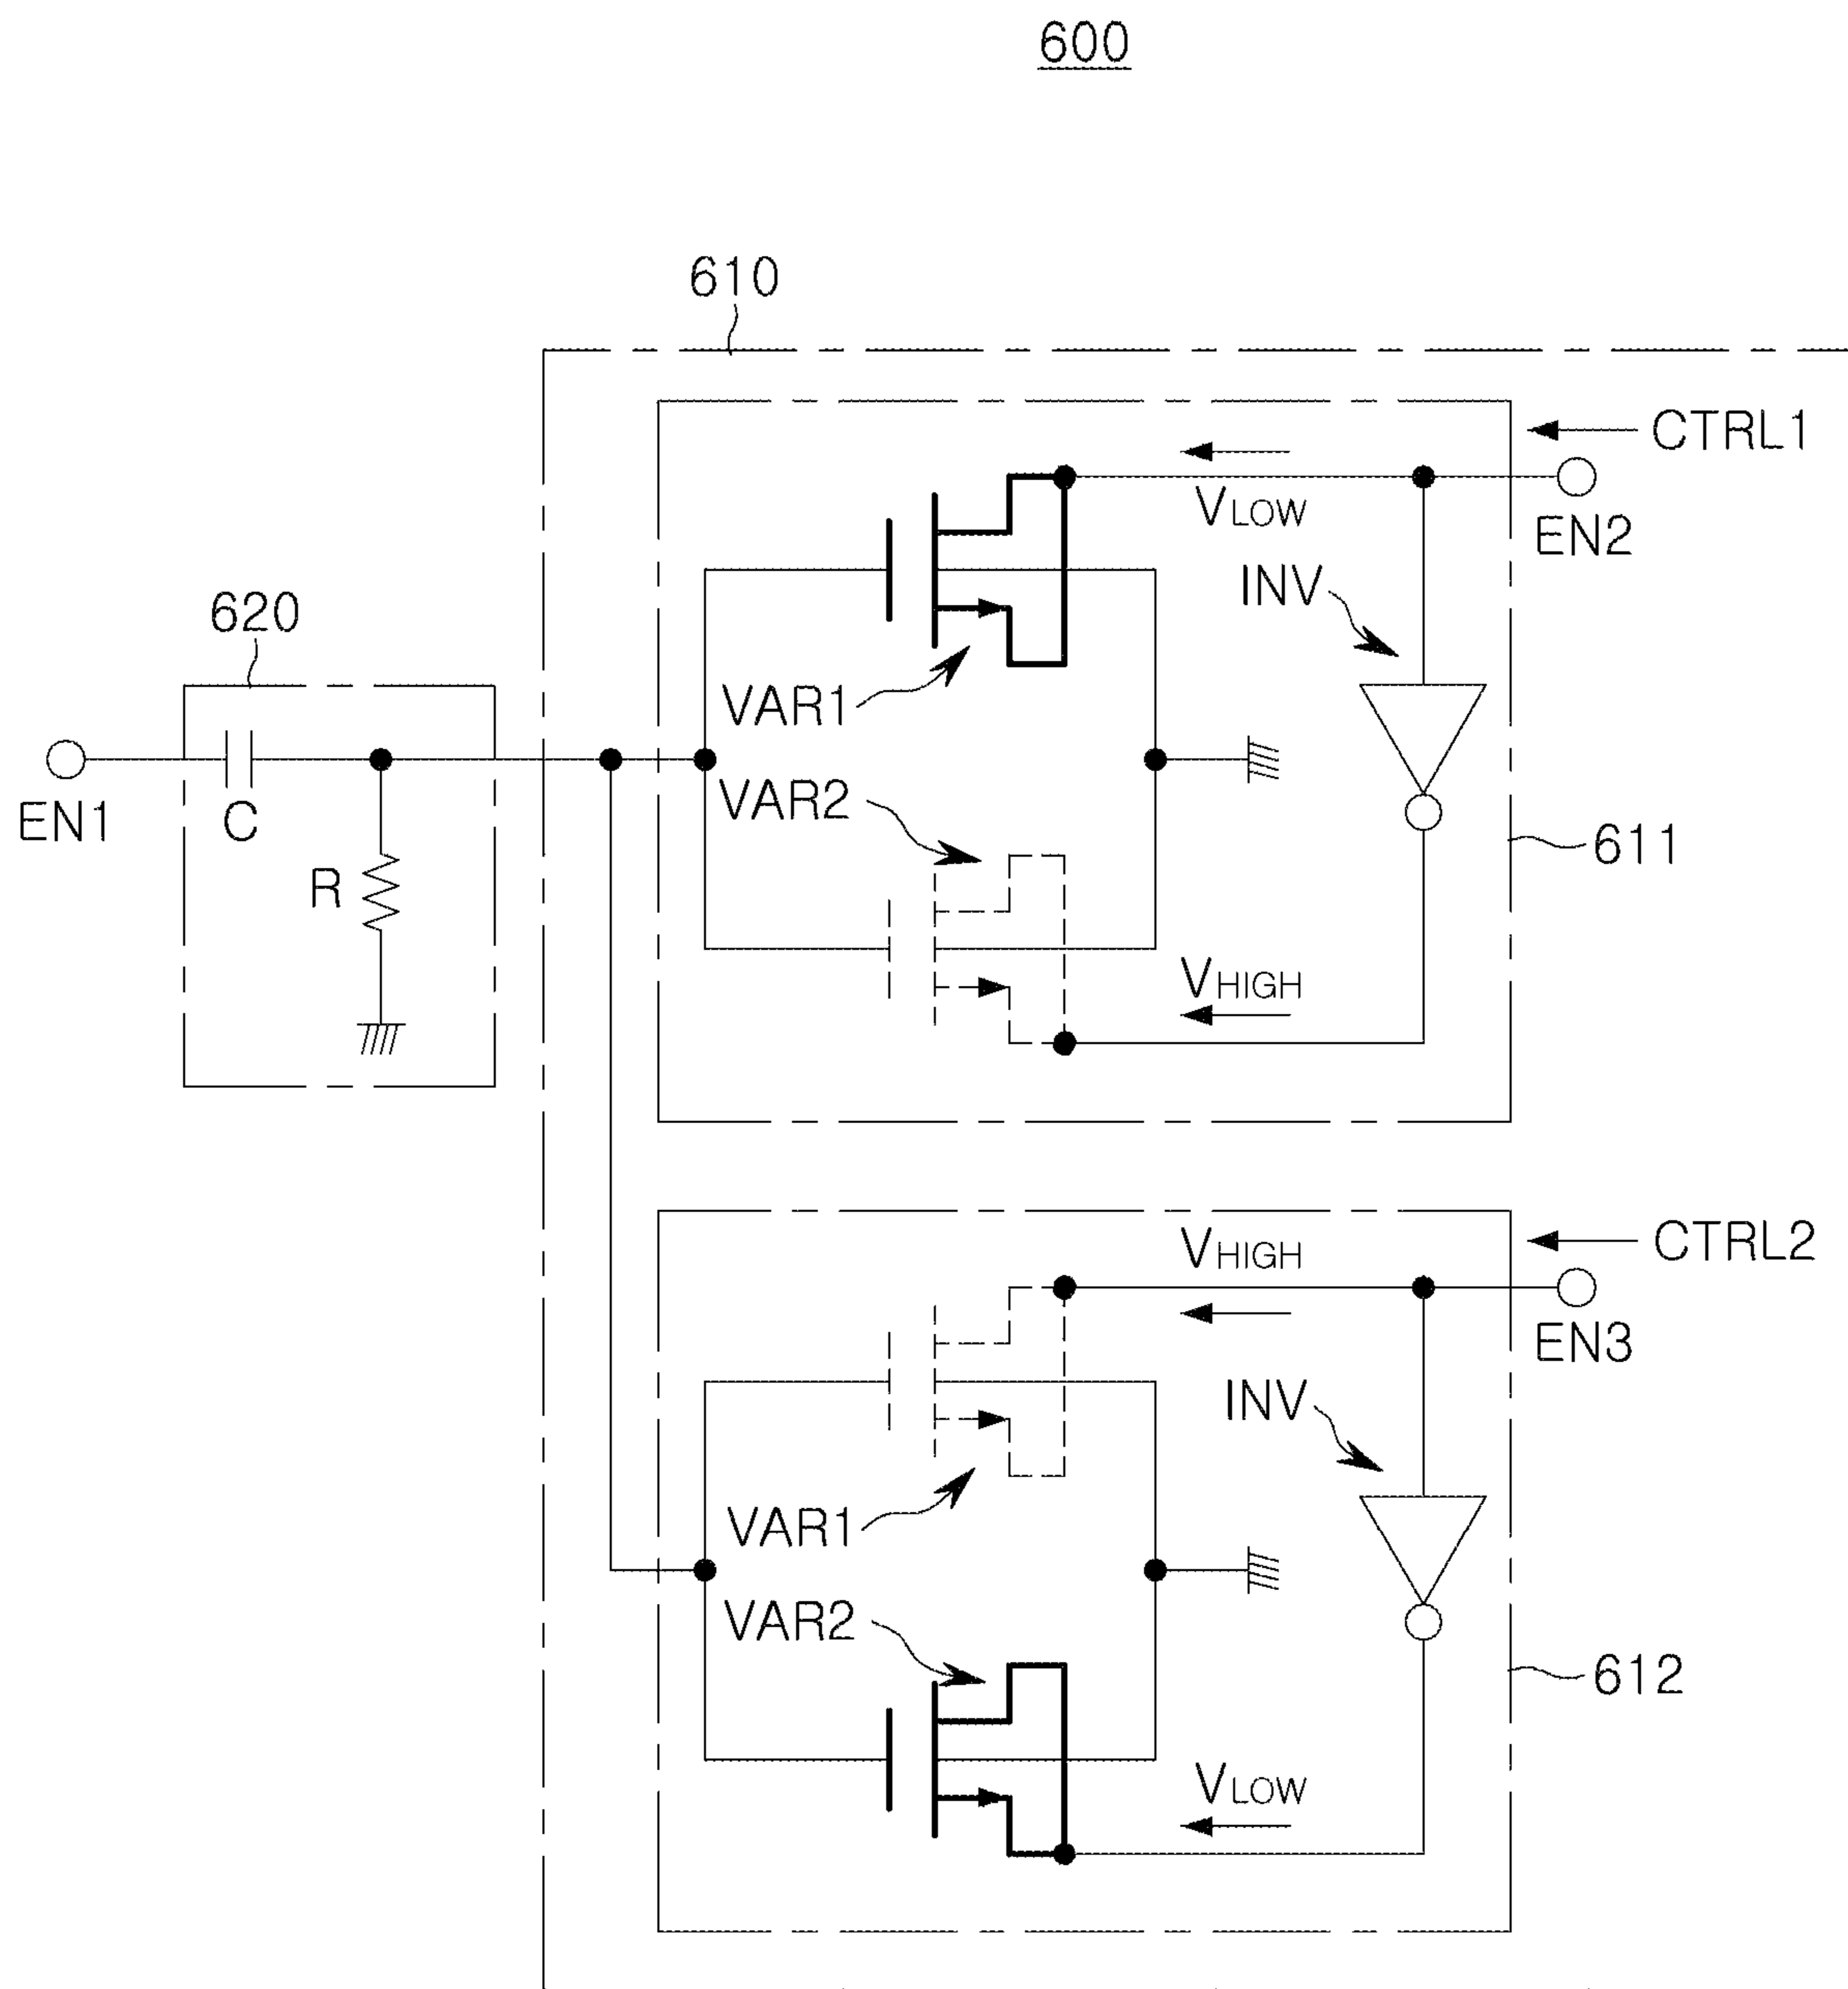 600
610
CTRL1
VLOW
EN2
INV
620
VAR1
VAR2
EN1
C
611
R
VHIGH
CTRL2
VHIGH
EN3
INV
VAR1
VAR2
612
VLOW